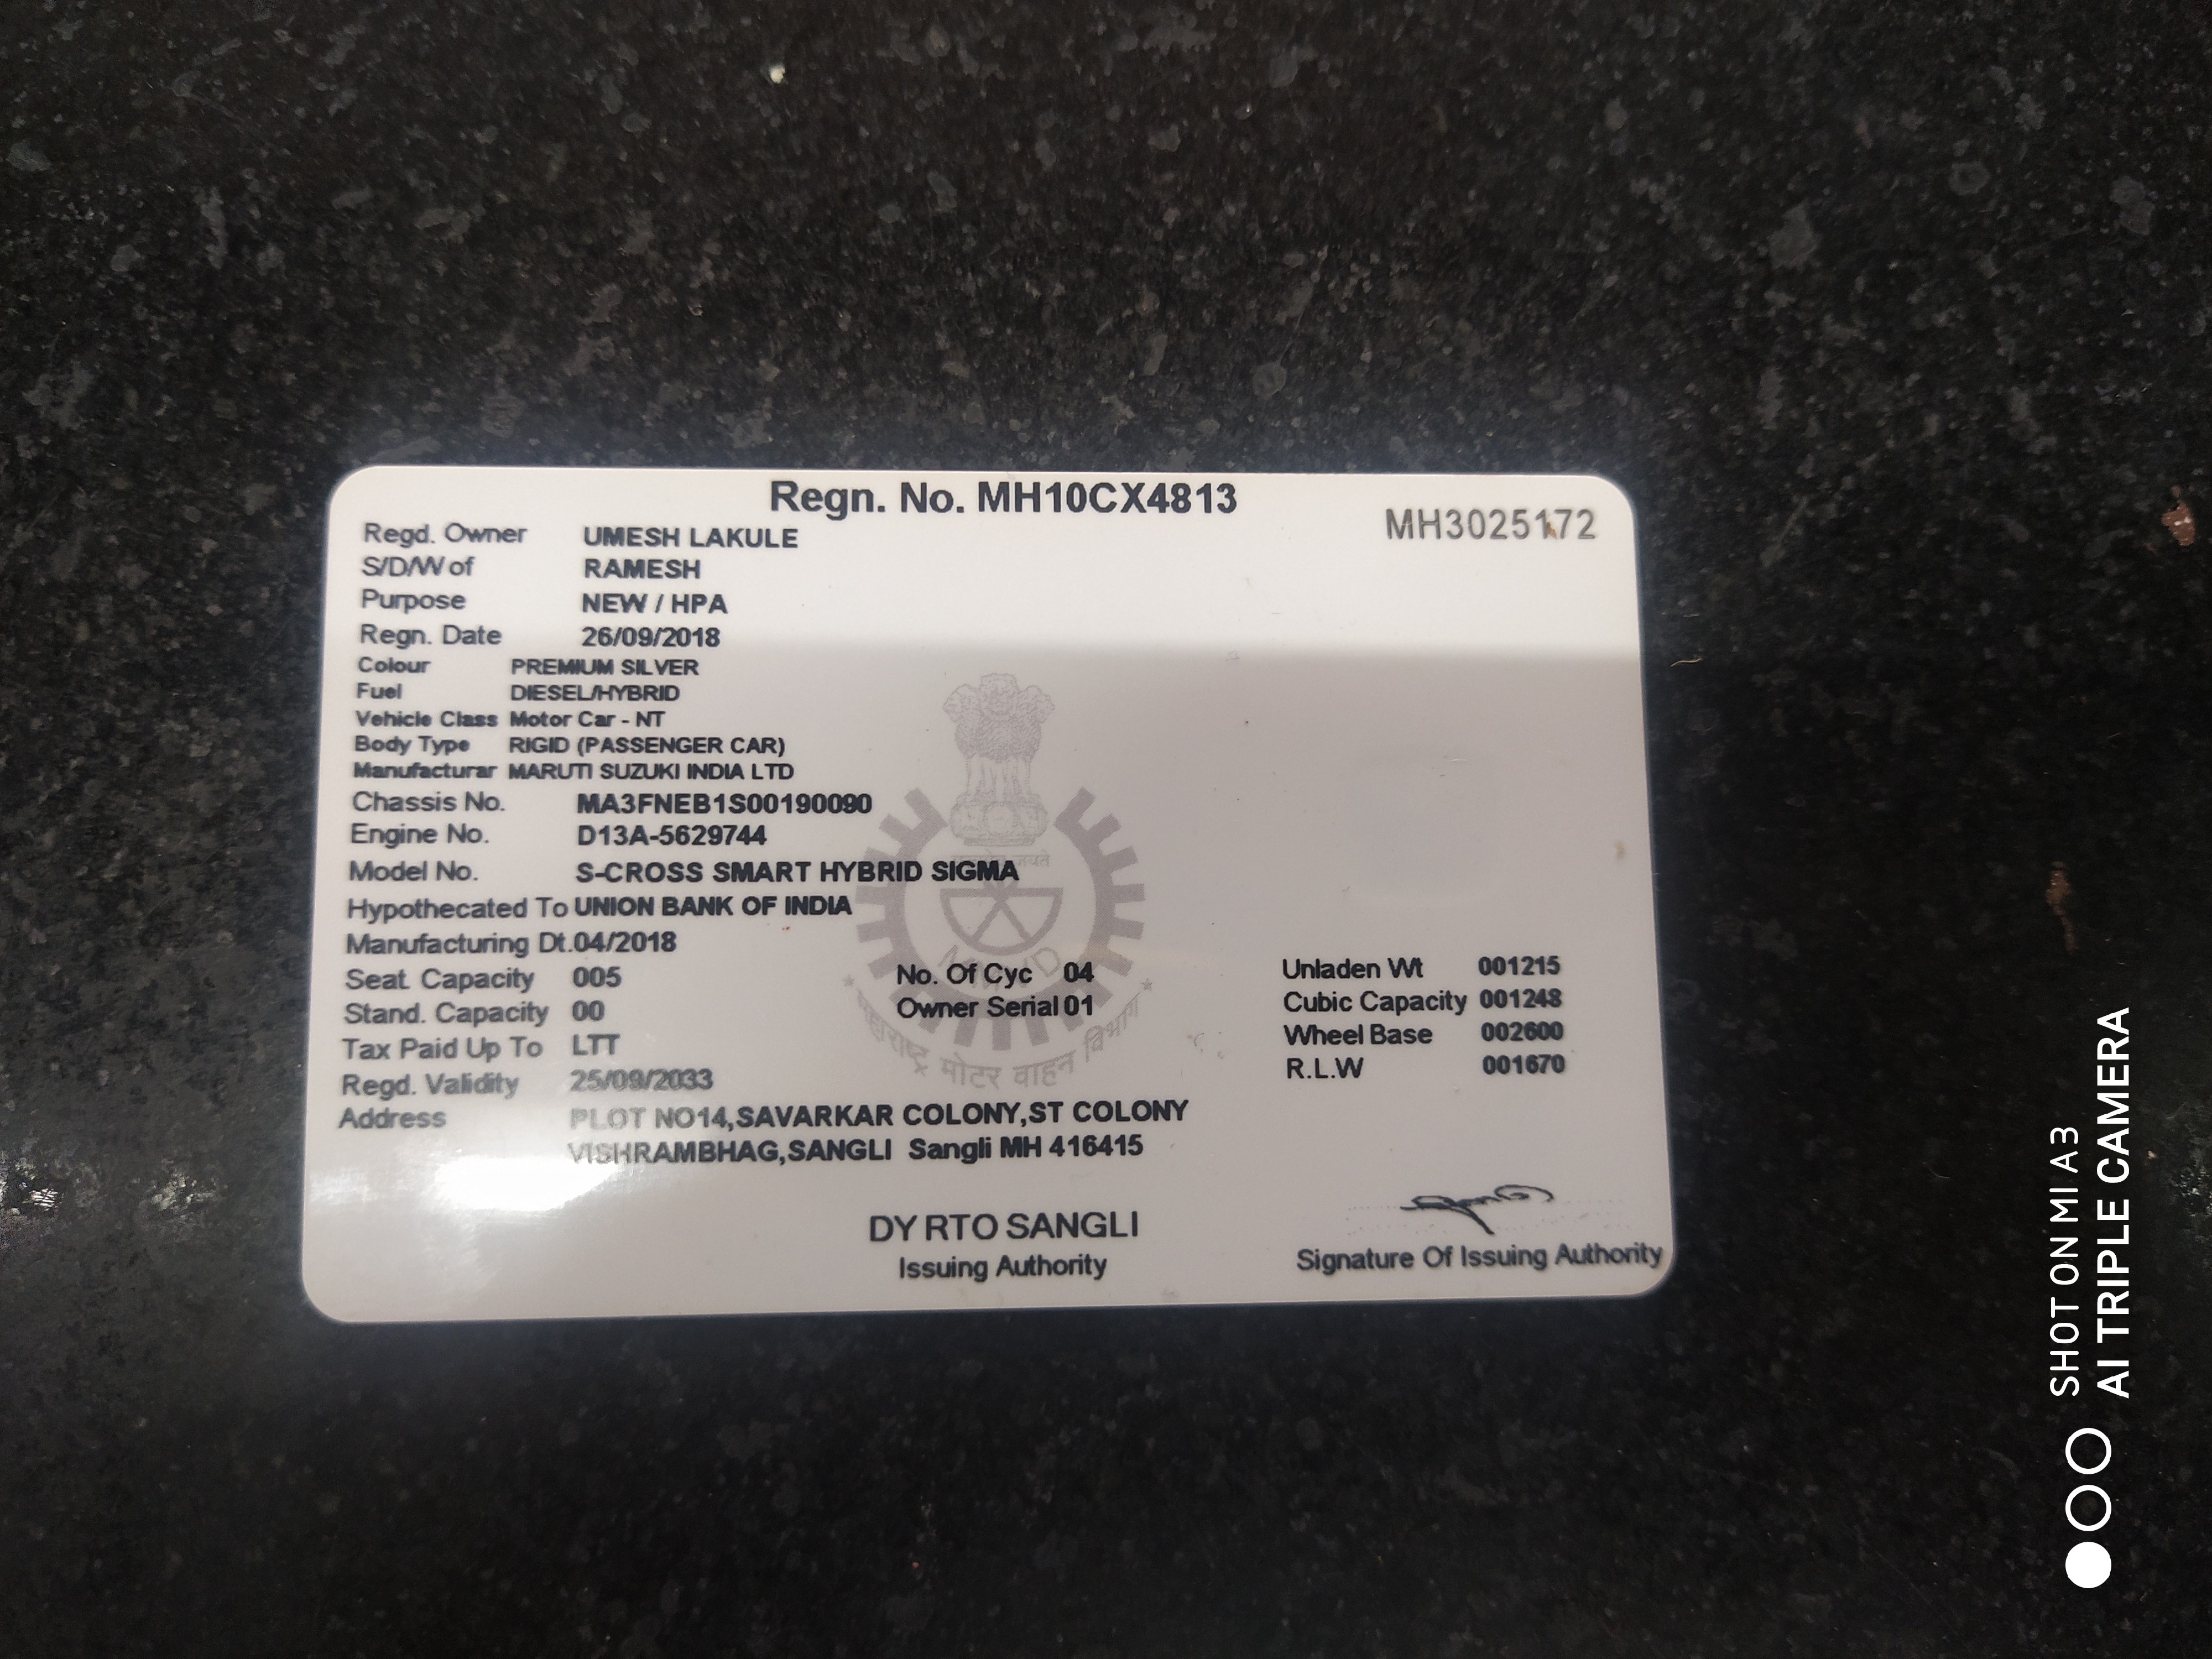 Regn. No. MH10CX4813
MH3025172
Regd. Owner UMESH LAKULE
S/D/W of RAMESH
Purpose NEW / HPA
Regn. Date 26/09/2018
Colour PREMIUM SILVER
Fuel DIESEL/HYBRID
Vehicle Class Motor Car - NT
Body Type RIGID (PASSENGER CAR)
Manufacturar MARUTI SUZUKI INDIA LTD
Chassis No. MA3FNEB1S00190090
Engine No. D13A-5629744
Model No. S-CROSS SMART HYBRID SIGMA
Hypothecated To UNION BANK OF INDIA
Manufacturing Dt. 04/2018
Seat. Capacity 005 No. Of Cyc 04 Unladen Wt 001215
Stand. Capacity 00 Owner Serial 01 Cubic Capacity 001248
Tax Paid Up To LTT Wheel Base 002600
Regd. Validity 25/09/2033 R.L.W 001670
महाराष्ट्र मोटर वाहन विभाग
Address PLOT NO14,SAVARKAR COLONY,ST COLONY
VISHRAMBHAG,SANGLI Sangli MH 416415
DY RTO SANGLI
Issuing Authority
Signature Of Issuing Authority
SHOT ON MI A3
AI TRIPLE CAMERA